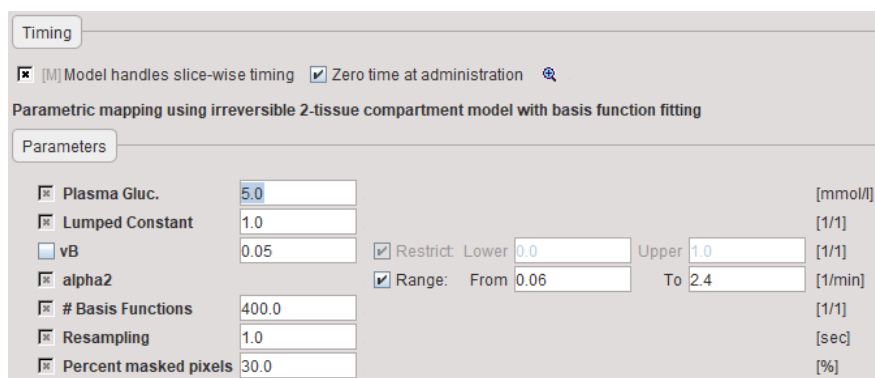 Timing
[M] Model handles slice-wise timing Zero time at administration
Parametric mapping using irreversible 2-tissue compartment model with basis function fitting
Parameters
Plasma Gluc. 5.0 [mmol/l]
Lumped Constant 1.0 [1/1]
vB 0.05 Restrict: Lower 0.0 Upper 1.0 [1/1]
alpha2 Range: From 0.06 To 2.4 [1/min]
# Basis Functions 400.0 [1/1]
Resampling 1.0 [sec]
Percent masked pixels 30.0 [%]